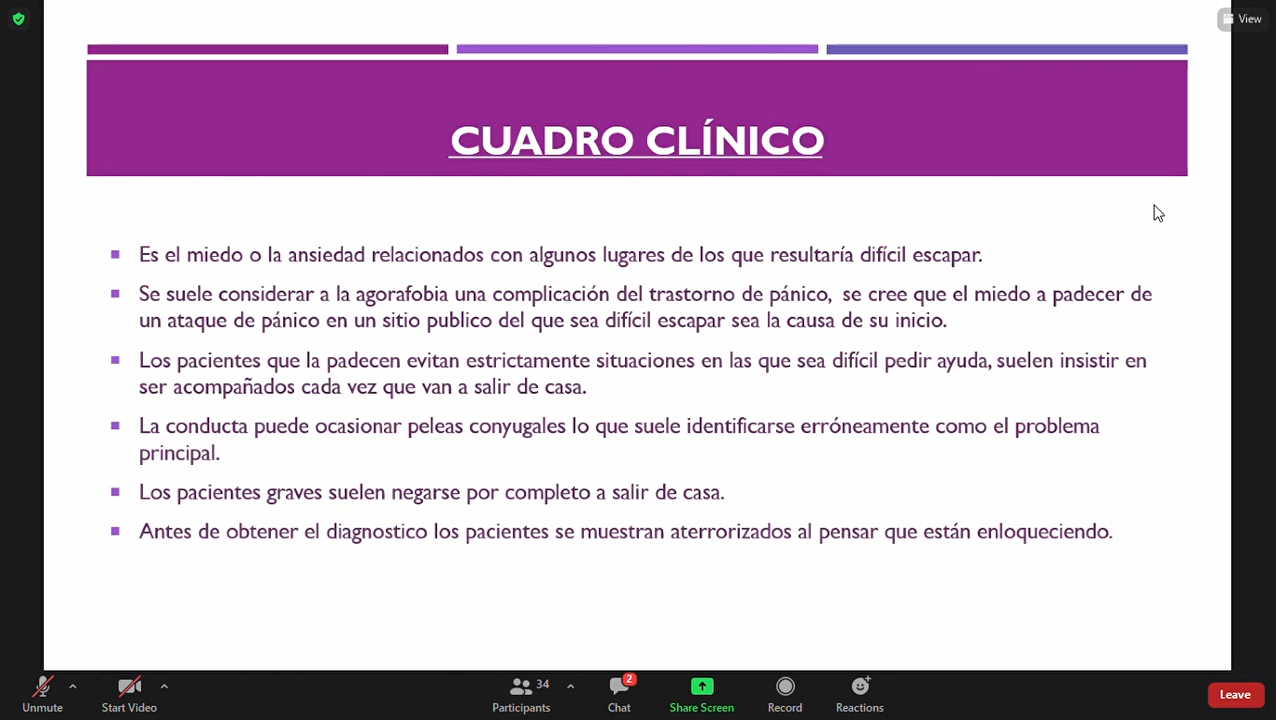 View
CUADRO CLÍNICO
Es el miedo o la ansiedad relacionados con algunos lugares de los que resultaría difícil escapar.
Se suele considerar a la agorafobia una complicación del trastorno de pánico, se cree que el miedo a padecer de
un ataque de pánico en un sitio publico del que sea difícil escapar sea la causa de su inicio.
Los pacientes que la padecen evitan estrictamente situaciones en las que sea difícil pedir ayuda, suelen insistir en
ser acompañados cada vez que van a salir de casa.
La conducta puede ocasionar peleas conyugales lo que suele identificarse erróneamente como el problema
principal.
Los pacientes graves suelen negarse por completo a salir de casa.
Antes de obtener el diagnostico los pacientes se muestran aterrorizados al pensar que están enloqueciendo.
34 2
Unmute Start Video Participants Chat Share Screen Record Reactions Leave